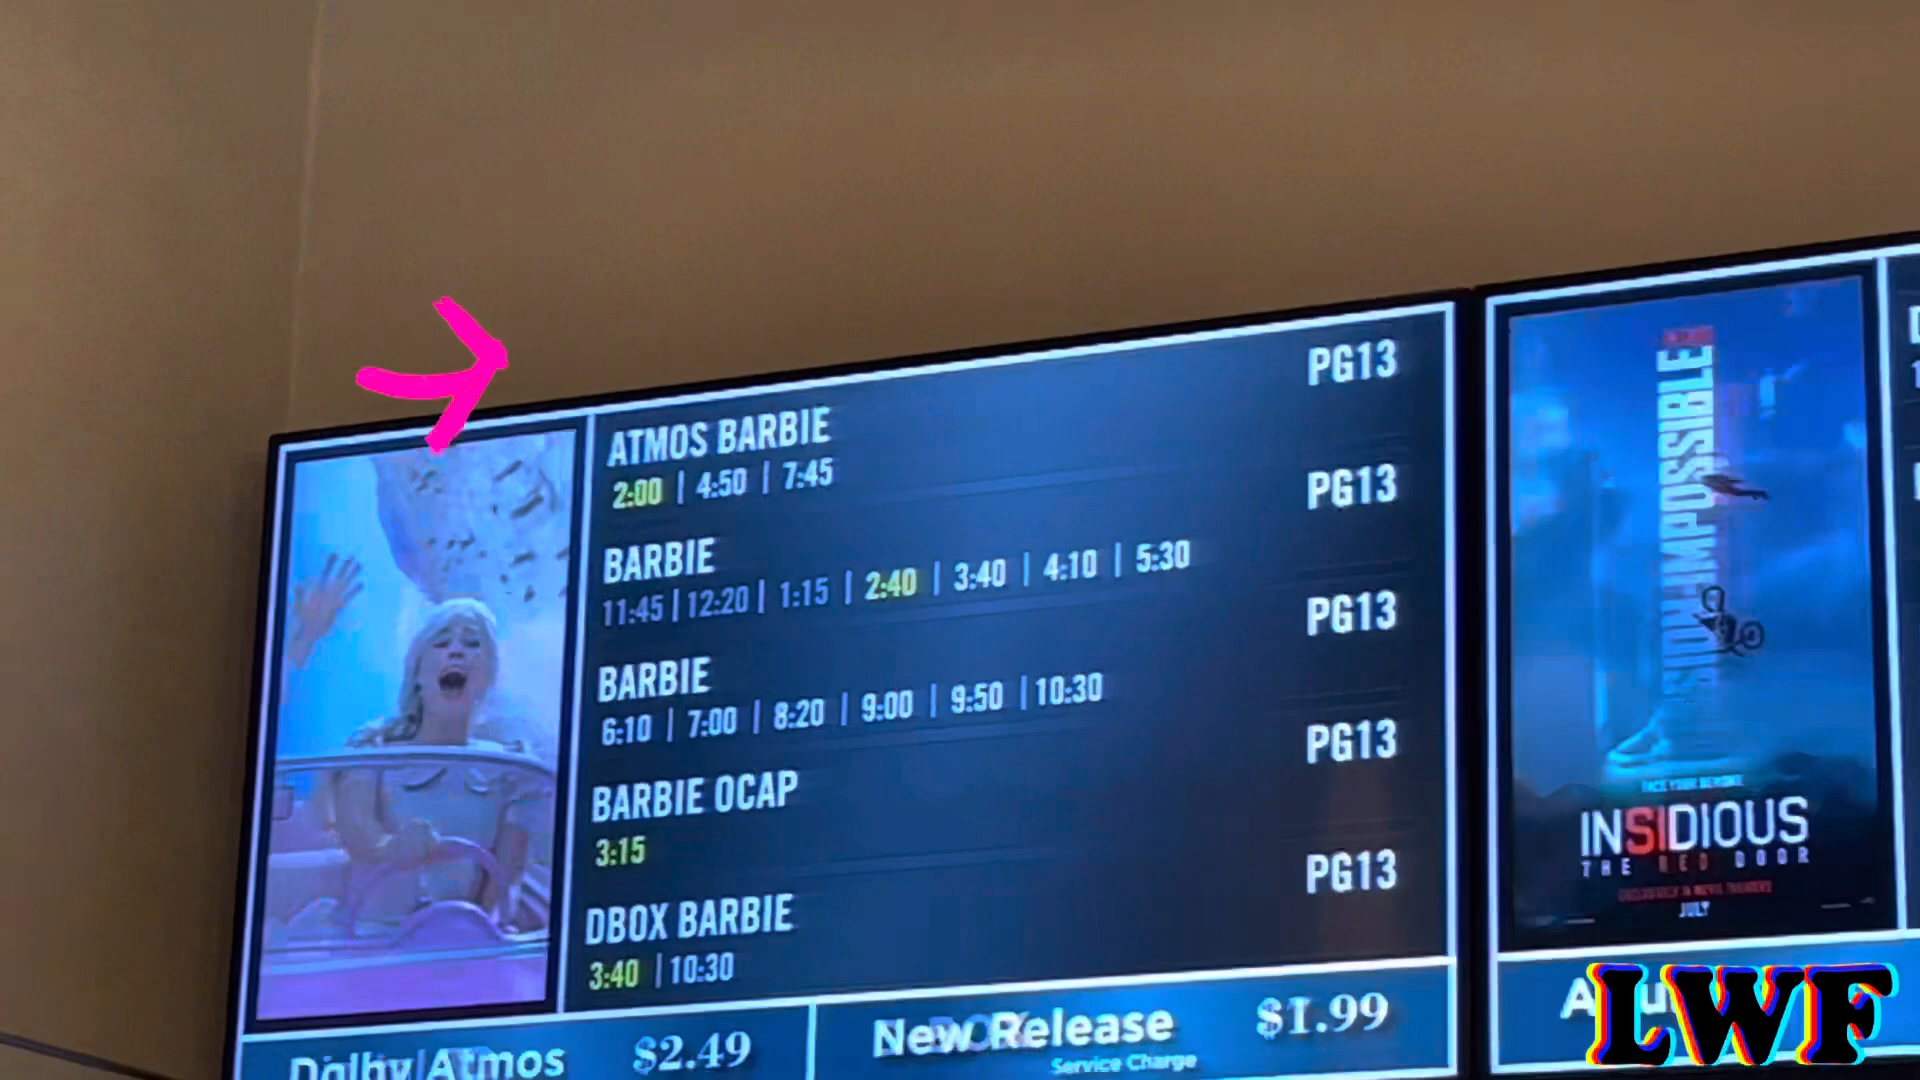 ATMOS BARBIE PG13
2:00 | 4:50 | 7:45
BARBIE PG13
11:45 | 12:20 | 1:15 | 2:40 | 3:40 | 4:10 | 5:30
BARBIE PG13
6:10 | 7:00 | 8:20 | 9:00 | 9:50 | 10:30
BARBIE OCAP PG13
3:15
DBOX BARBIE PG13
3:40 | 10:30
Atmos $2.49
New Release $1.99
Service Charge
IMPOSSIBLE
INSIDIOUS
THE RED DOOR
JULY
LWF